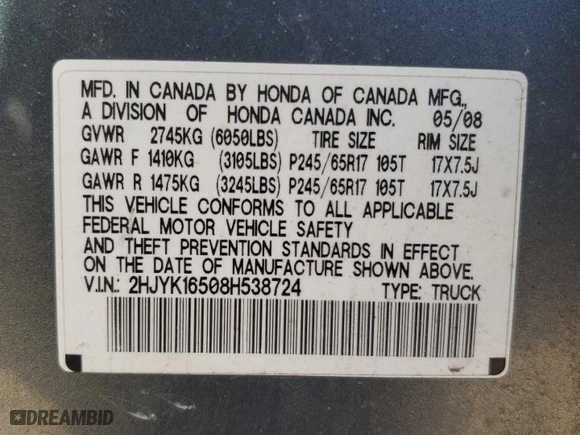 MFD. IN CANADA BY HONDA OF CANADA MFG.,
A DIVISION OF HONDA CANADA INC. 05/08
GVWR 2745KG (6050LBS) TIRE SIZE RIM SIZE
GAWR F 1410KG (3105LBS) P245/65R17 105T 17X7.5J
GAWR R 1475KG (3245LBS) P245/65R17 105T 17X7.5J
THIS VEHICLE CONFORMS TO ALL APPLICABLE
FEDERAL MOTOR VEHICLE SAFETY
AND THEFT PREVENTION STANDARDS IN EFFECT
ON THE DATE OF MANUFACTURE SHOWN ABOVE.
V.I.N.: 2HJYK16508H538724 TYPE: TRUCK
DREAMBID